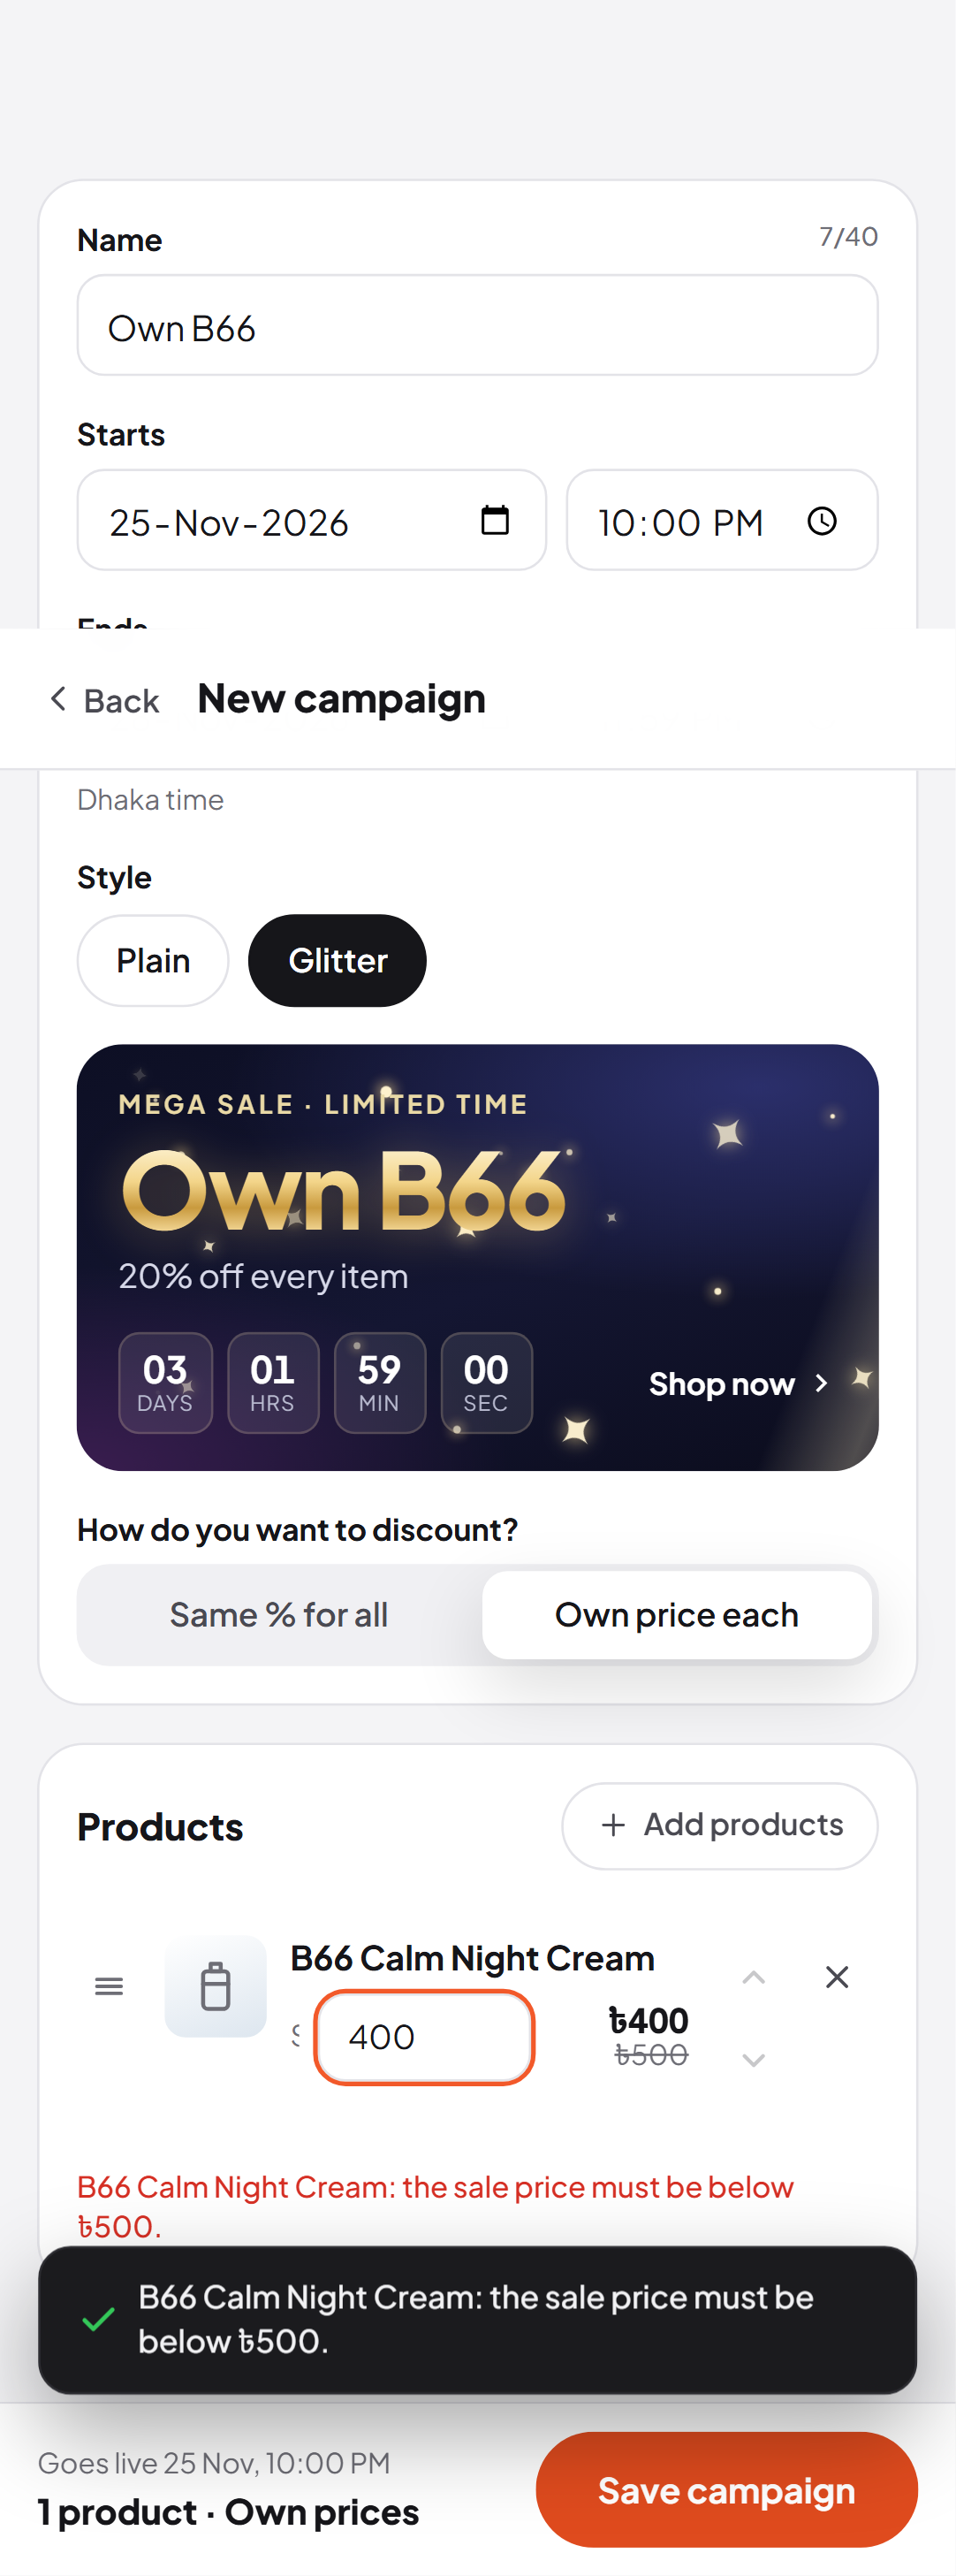 Name
7/40
Own B66
Starts
25-Nov-2026
10:00 PM
Ends
Back
New campaign
Dhaka time
Style
Plain
Glitter
MEGA SALE · LIMITED TIME
Own B66
20% off every item
03
DAYS
01
HRS
59
MIN
00
SEC
Shop now
How do you want to discount?
Same % for all
Own price each
Products
Add products
B66 Calm Night Cream
400
৳400
৳500
B66 Calm Night Cream: the sale price must be below
৳500.
B66 Calm Night Cream: the sale price must be
below ৳500.
Goes live 25 Nov, 10:00 PM
1 product · Own prices
Save campaign